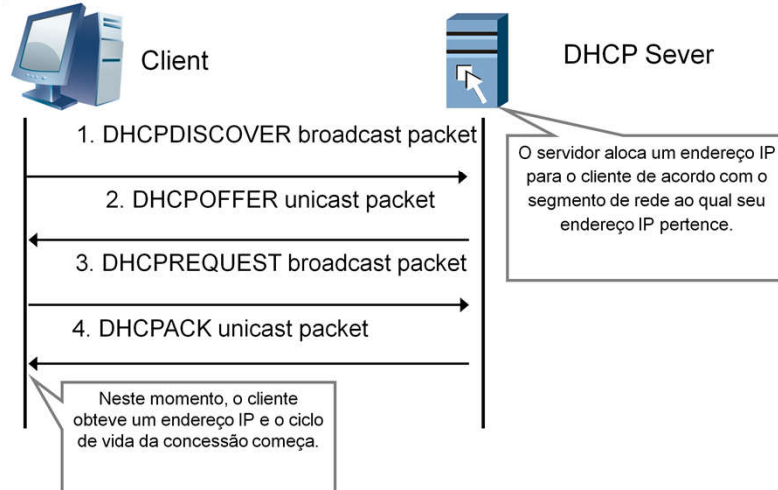 Client
DHCP Sever
1. DHCPDISCOVER broadcast packet
O servidor aloca um endereço IP
para o cliente de acordo com o
segmento de rede ao qual seu
endereço IP pertence.
2. DHCPOFFER unicast packet
3. DHCPREQUEST broadcast packet
4. DHCPACK unicast packet
Neste momento, o cliente
obteve um endereço IP e o ciclo
de vida da concessão começa.